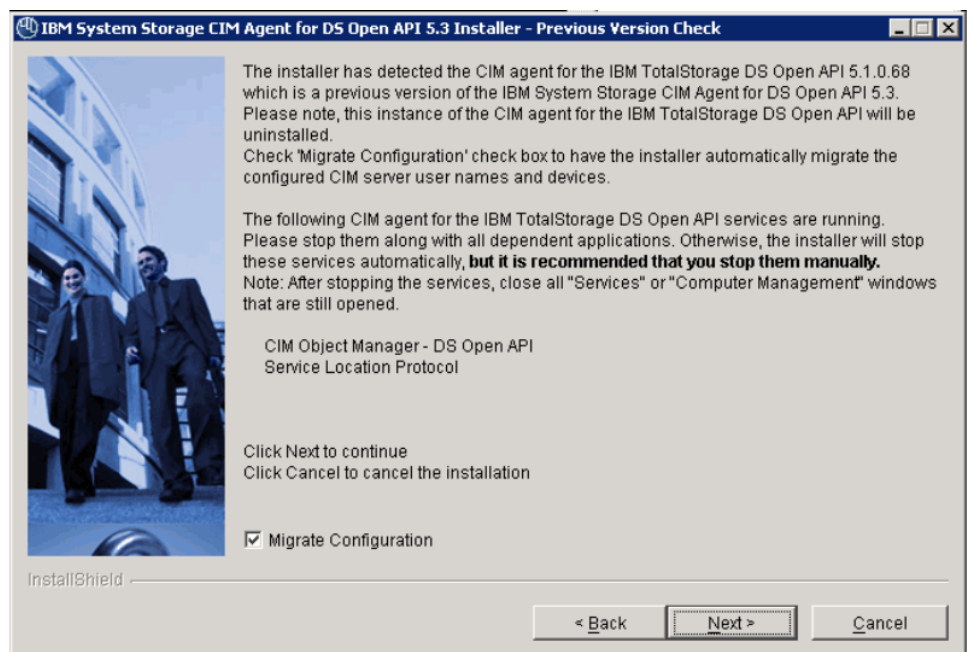 IBM System Storage CIM Agent for DS Open API 5.3 Installer - Previous Version Check
The installer has detected the CIM agent for the IBM TotalStorage DS Open API 5.1.0.68
which is a previous version of the IBM System Storage CIM Agent for DS Open API 5.3.
Please note, this instance of the CIM agent for the IBM TotalStorage DS Open API will be
uninstalled.
Check 'Migrate Configuration' check box to have the installer automatically migrate the
configured CIM server user names and devices.
The following CIM agent for the IBM TotalStorage DS Open API services are running.
Please stop them along with all dependent applications. Otherwise, the installer will stop
these services automatically, but it is recommended that you stop them manually.
Note: After stopping the services, close all "Services" or "Computer Management" windows
that are still opened.
CIM Object Manager - DS Open API
Service Location Protocol
Click Next to continue
Click Cancel to cancel the installation
Migrate Configuration
InstallShield
< Back
Next >
Cancel